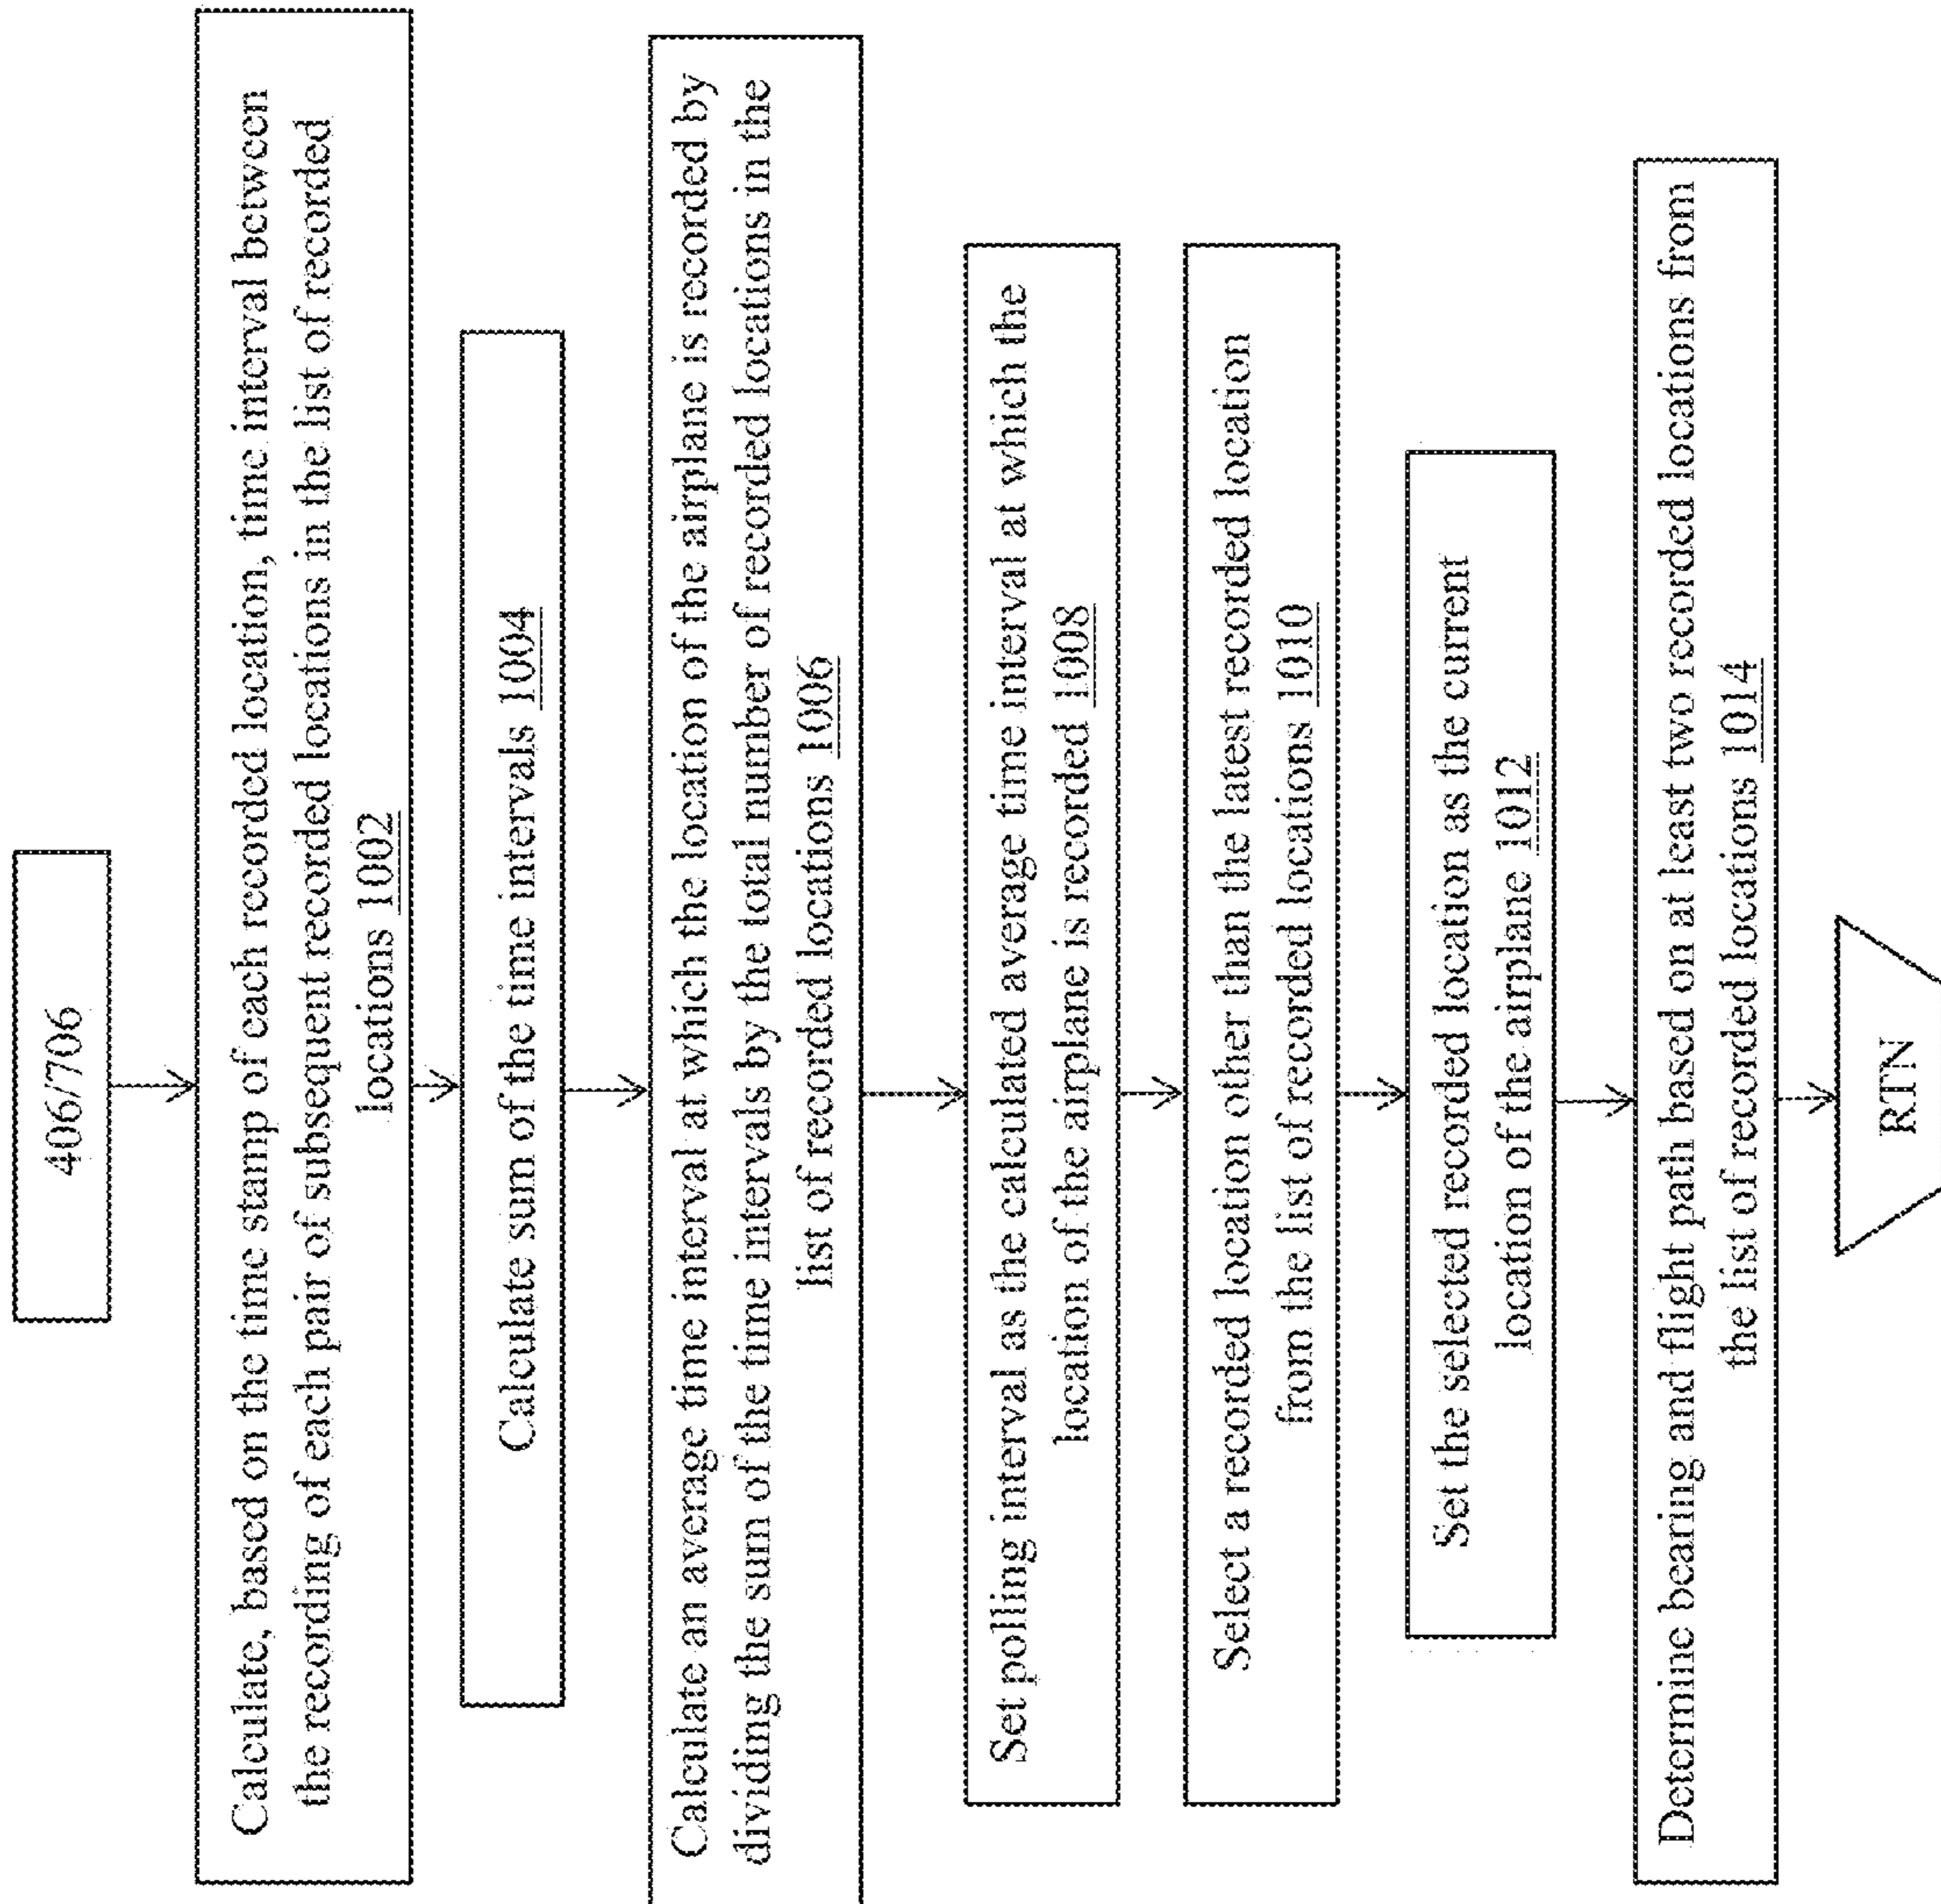 406/706
Calculate, based on the time stamp of each recorded location, time interval between
the recording of each pair of subsequent recorded locations in the list of recorded
locations 1002
Calculate sum of the time intervals 1004
Calculate an average time interval at which the location of the airplane is recorded by
dividing the sum of the time intervals by the total number of recorded locations in the
list of recorded locations 1006
Set polling interval as the calculated average time interval at which the
location of the airplane is recorded 1008
Select a recorded location other than the latest recorded location
from the list of recorded locations 1010
Set the selected recorded location as the current
location of the airplane 1012
Determine bearing and flight path based on at least two recorded locations from
the list of recorded locations 1014
RTN